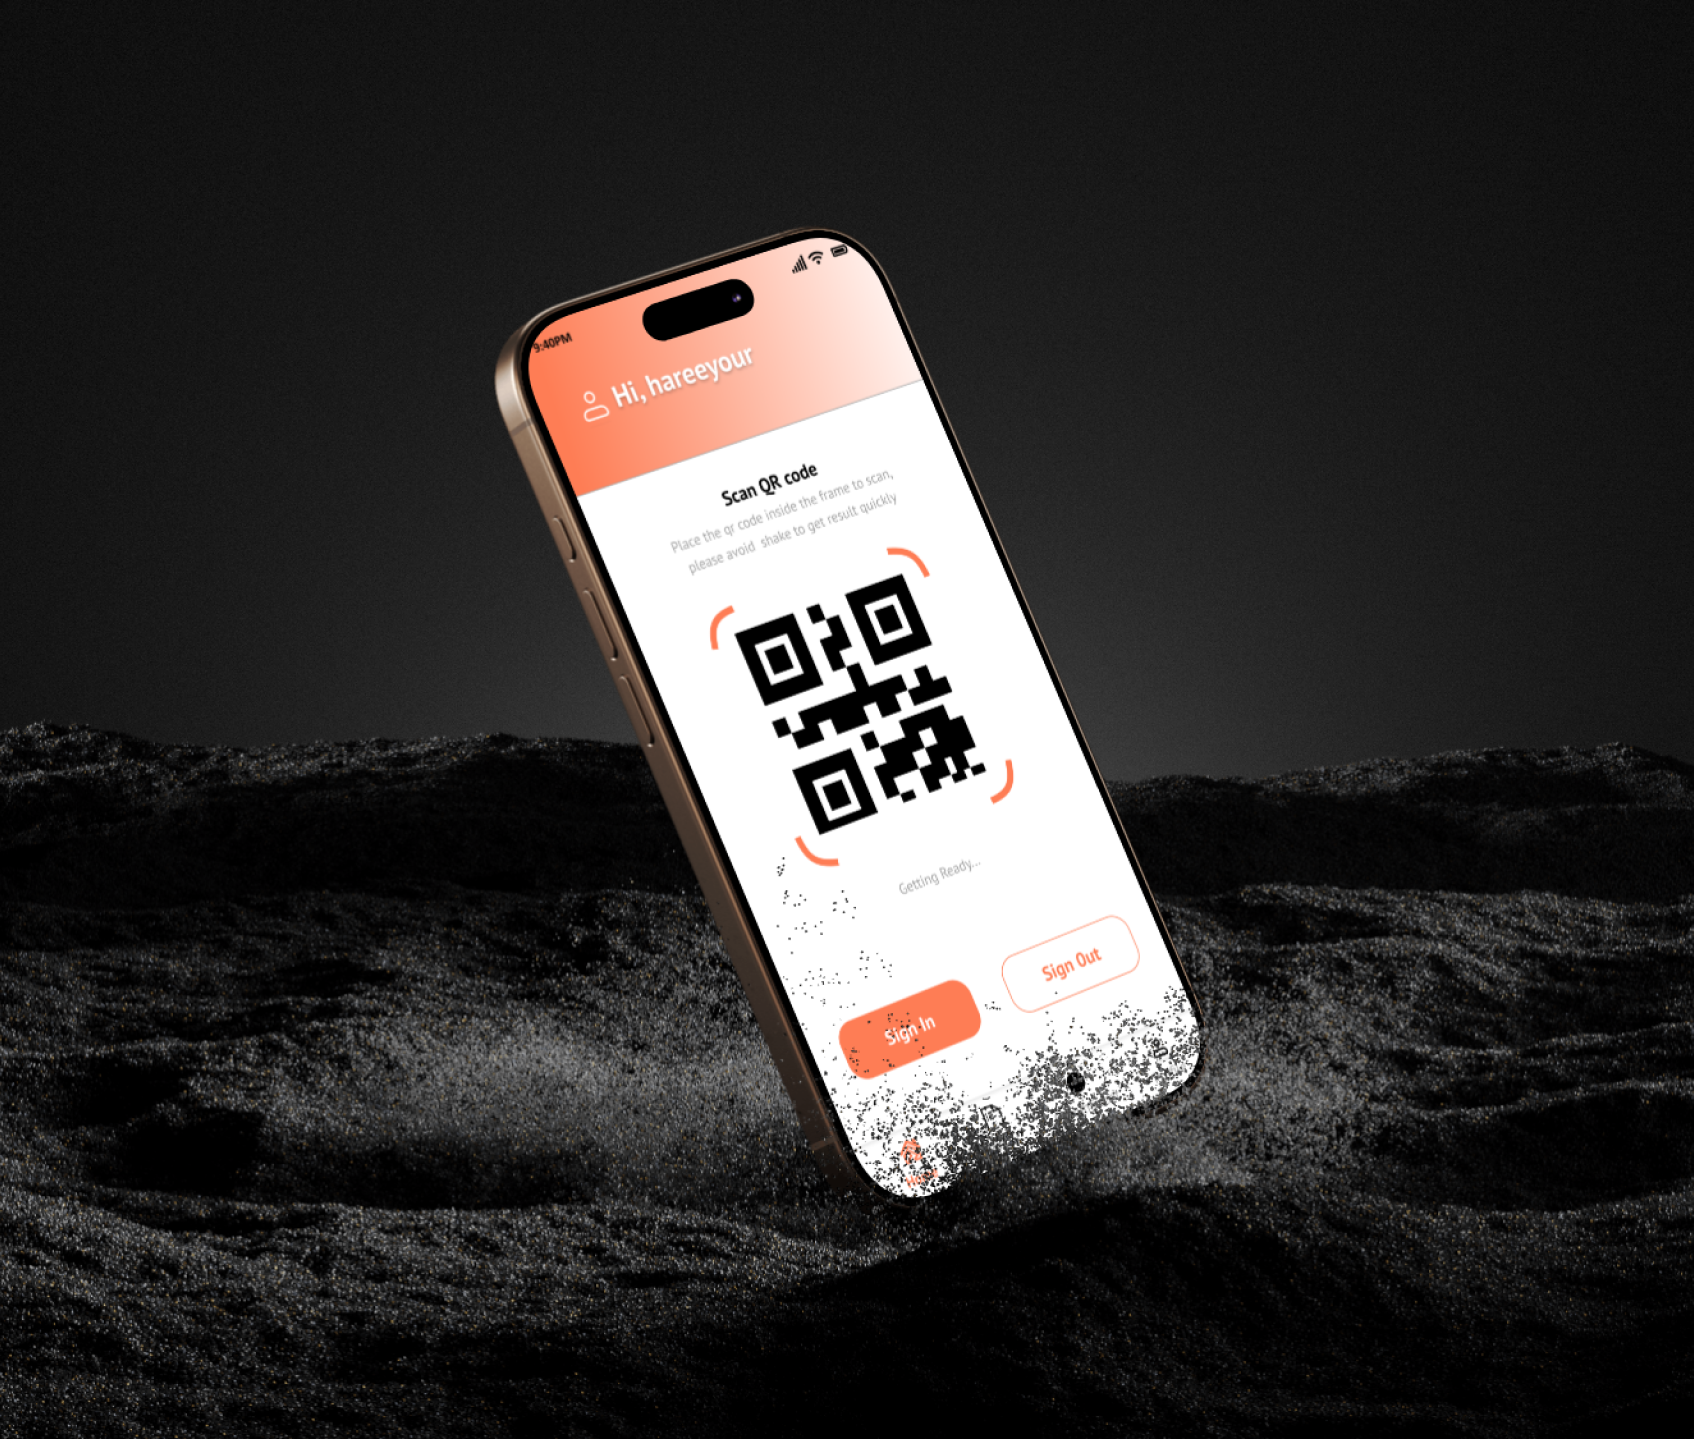 9:40PM
Hi, hareeyour
Scan QR code
Place the qr code inside the frame to scan,
please avoid shake to get result quickly
Getting Ready...
Sign Out
Sign In